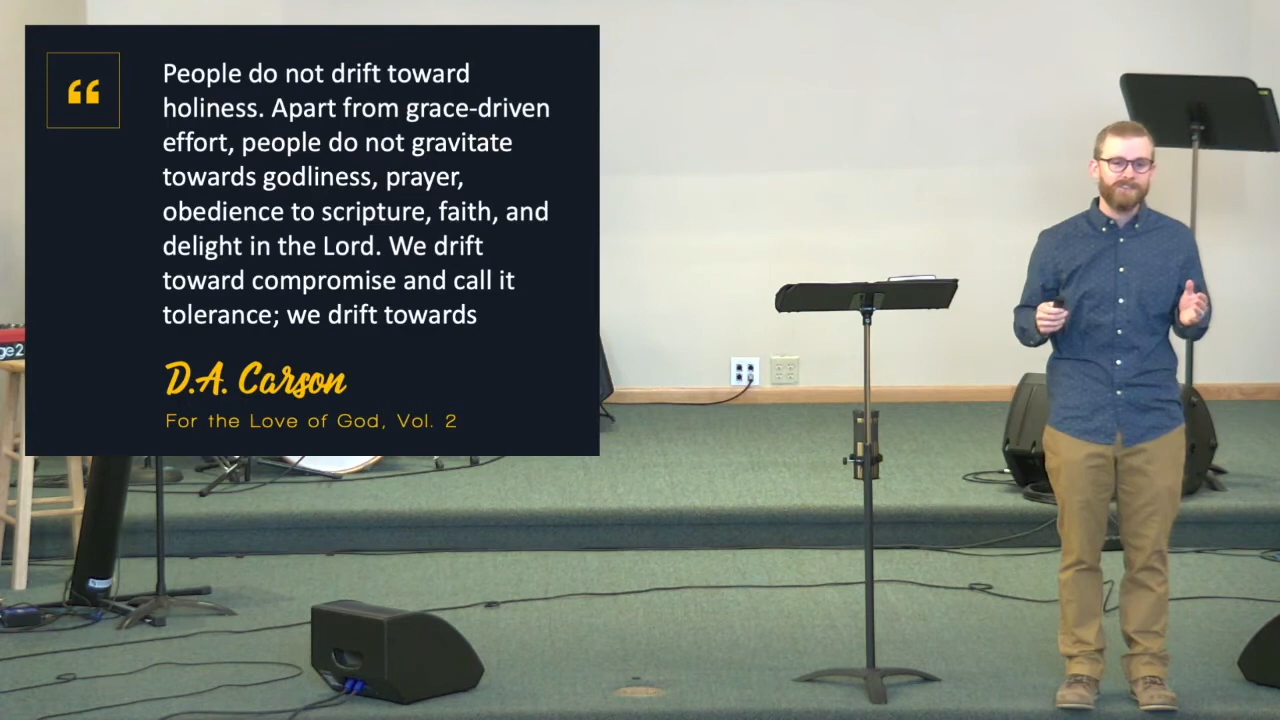 “
People do not drift toward
holiness. Apart from grace-driven
effort, people do not gravitate
towards godliness, prayer,
obedience to scripture, faith, and
delight in the Lord. We drift
toward compromise and call it
tolerance; we drift towards
D.A. Carson
For the Love of God, Vol. 2
ge 2